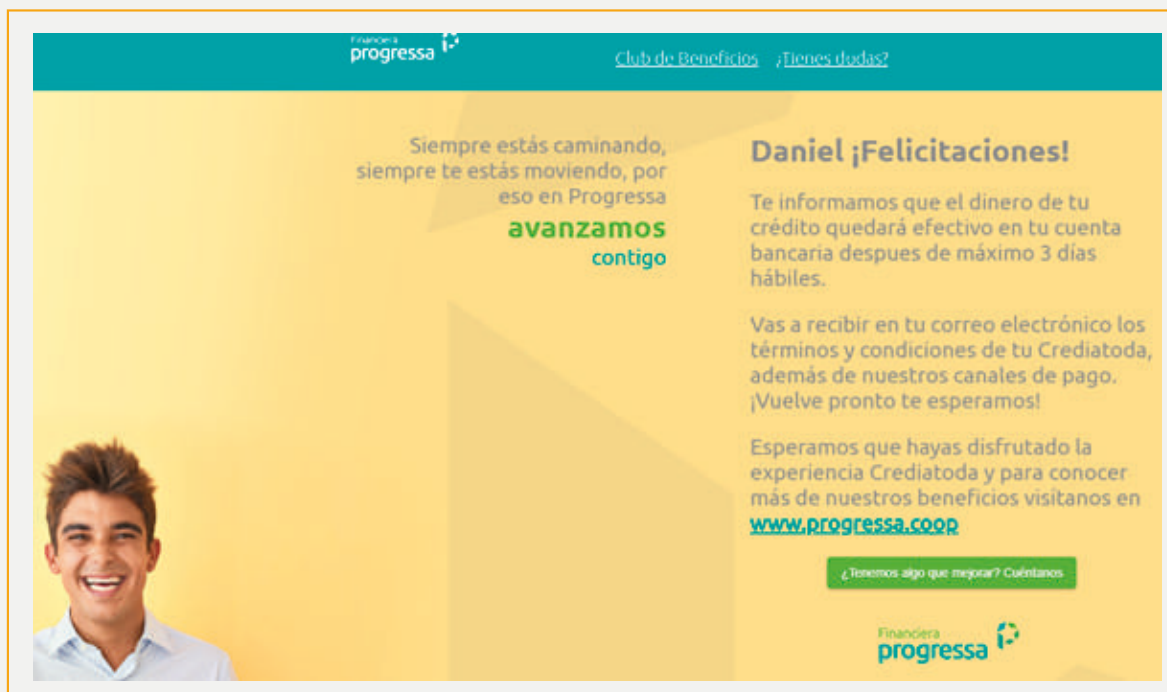 Financiera
progressa
Club de Beneficios ¿Tienes dudas?
Siempre estás caminando,
siempre te estás moviendo, por
eso en Progressa
avanzamos
contigo
Daniel ¡Felicitaciones!
Te informamos que el dinero de tu
crédito quedará efectivo en tu cuenta
bancaria despues de máximo 3 días
hábiles.
Vas a recibir en tu correo electrónico los
términos y condiciones de tu Crediatoda,
además de nuestros canales de pago.
¡Vuelve pronto te esperamos!
Esperamos que hayas disfrutado la
experiencia Crediatoda y para conocer
más de nuestros beneficios visítanos en
www.progressa.coop
¿Tenemos algo que mejorar? Cuéntanos
Financiera
progressa